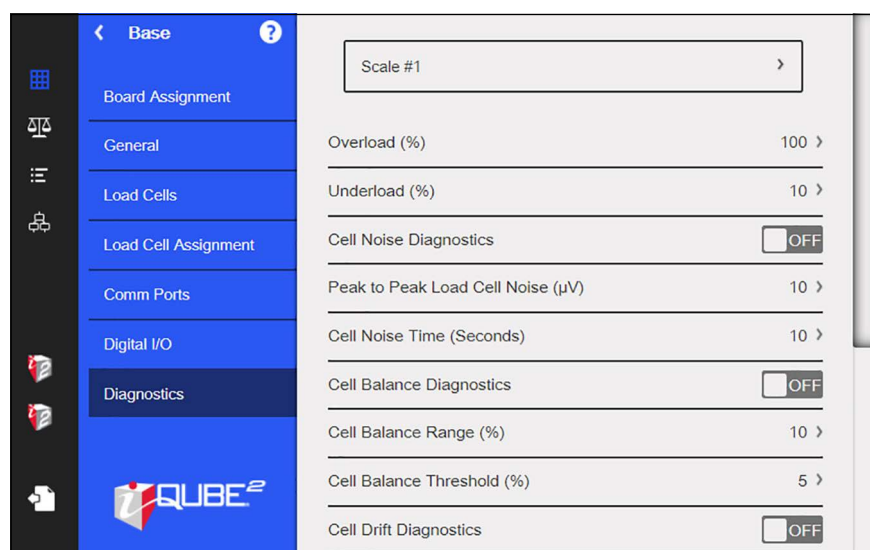 Base ?
Board Assignment
General
Load Cells
Load Cell Assignment
Comm Ports
Digital I/O
Diagnostics
i QUBE²
i2
i2
Scale #1
Overload (%) 100
Underload (%) 10
Cell Noise Diagnostics OFF
Peak to Peak Load Cell Noise (µV) 10
Cell Noise Time (Seconds) 10
Cell Balance Diagnostics OFF
Cell Balance Range (%) 10
Cell Balance Threshold (%) 5
Cell Drift Diagnostics OFF